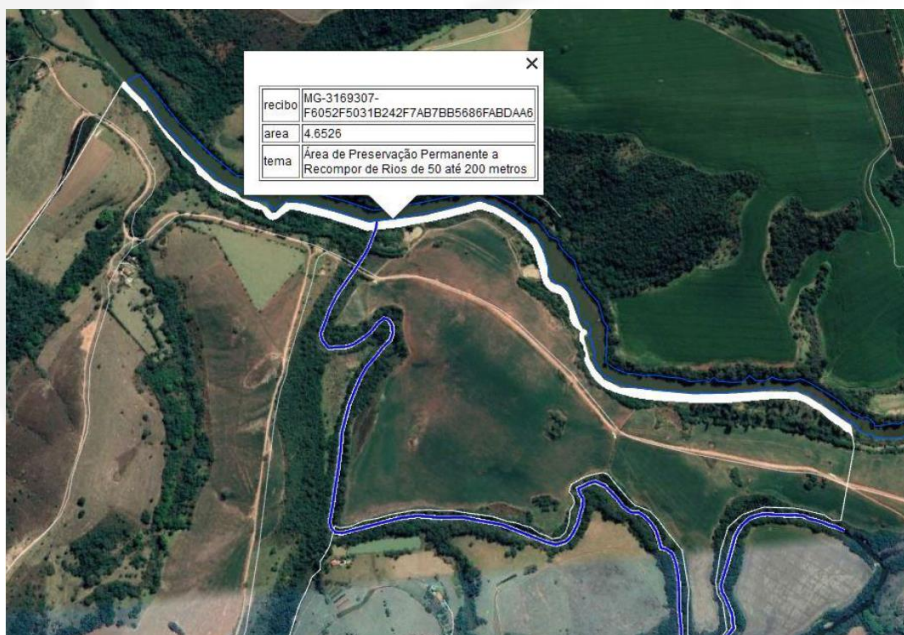 ×
recibo MG-3169307-
F6052F5031B242F7AB7BB5686FABDAA6
area 4.6526
tema Área de Preservação Permanente a
Recompor de Rios de 50 até 200 metros